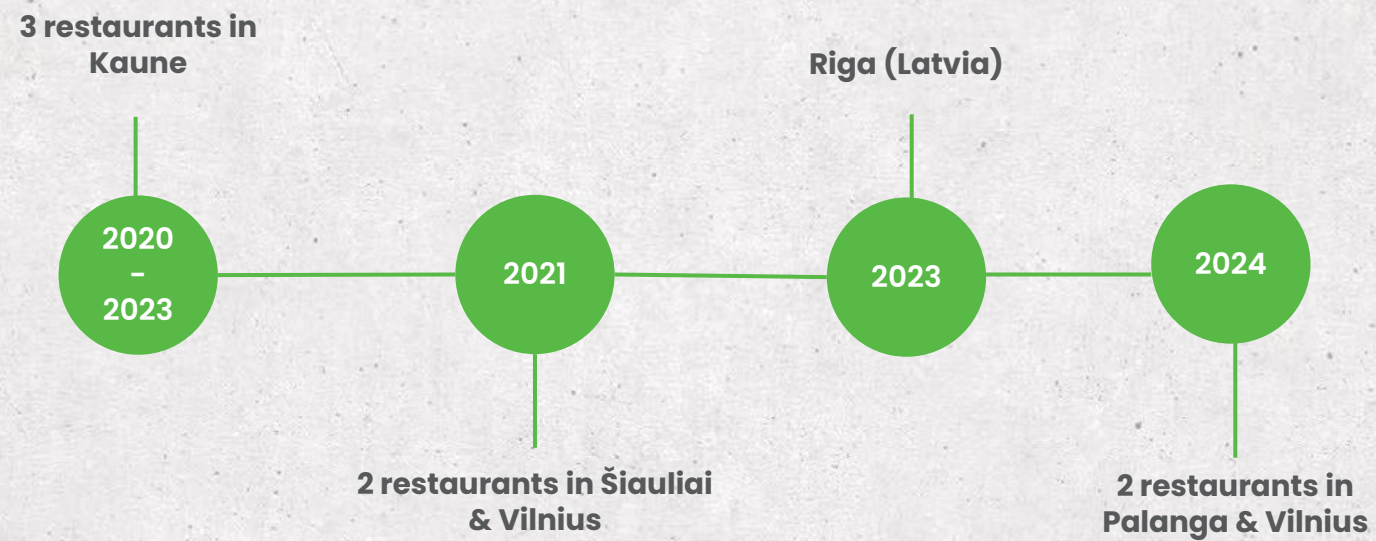 3 restaurants in
Kaune
2020
–
2023
2021
2 restaurants in Šiauliai
& Vilnius
Riga (Latvia)
2023
2024
2 restaurants in
Palanga & Vilnius